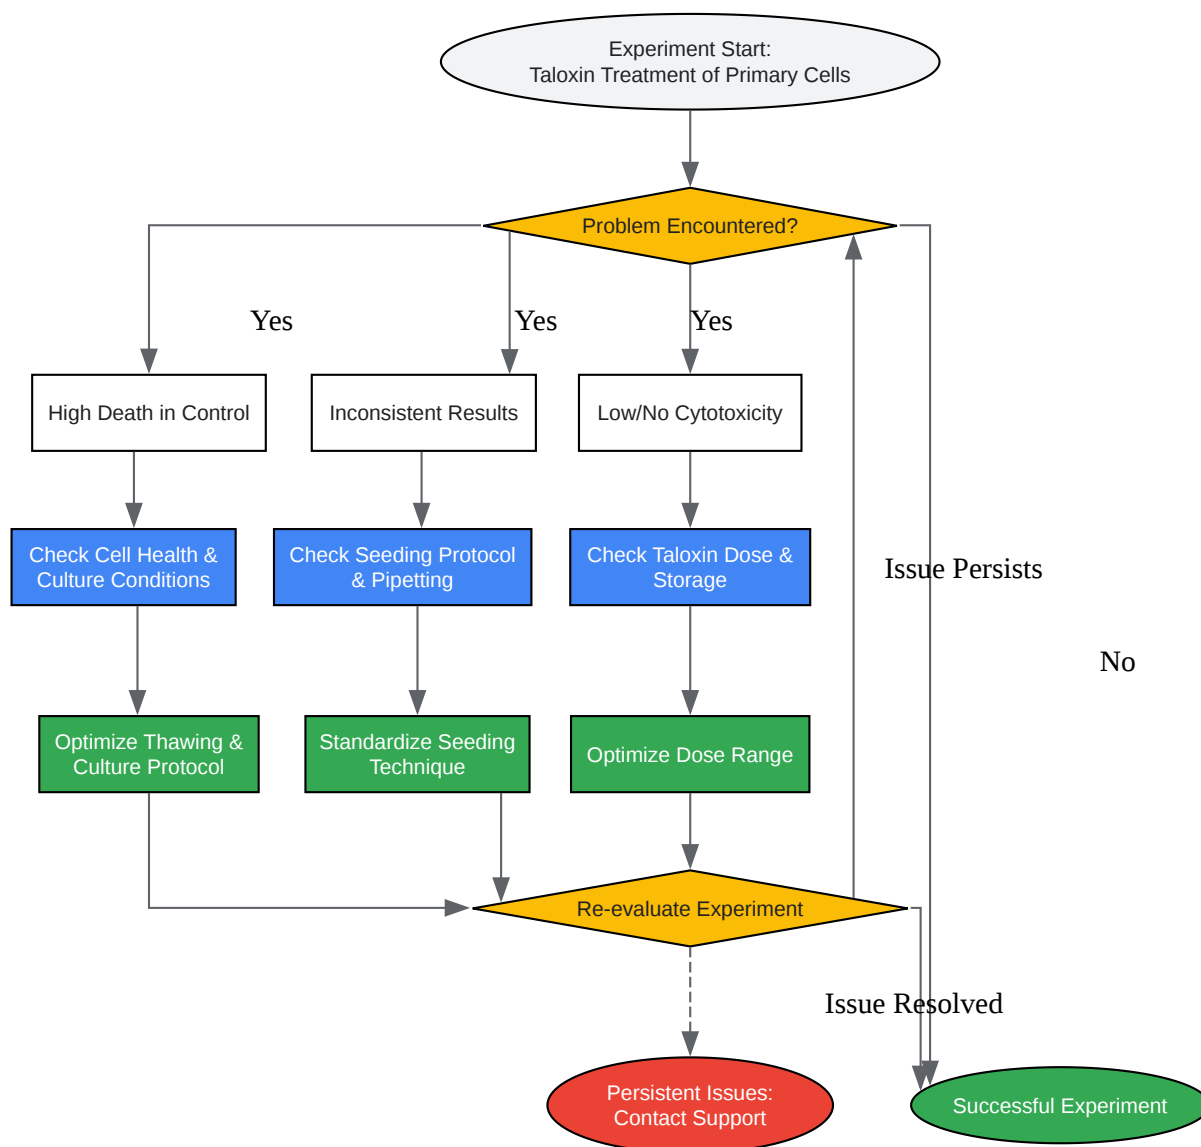 Experiment Start:
Taloxin Treatment of Primary Cells
Problem Encountered?
Yes
Yes
Yes
High Death in Control
Inconsistent Results
Low/No Cytotoxicity
Check Cell Health &
Culture Conditions
Check Seeding Protocol
& Pipetting
Check Taloxin Dose &
Storage
Issue Persists
No
Optimize Thawing &
Culture Protocol
Standardize Seeding
Technique
Optimize Dose Range
Re-evaluate Experiment
Issue Resolved
Persistent Issues:
Contact Support
Successful Experiment